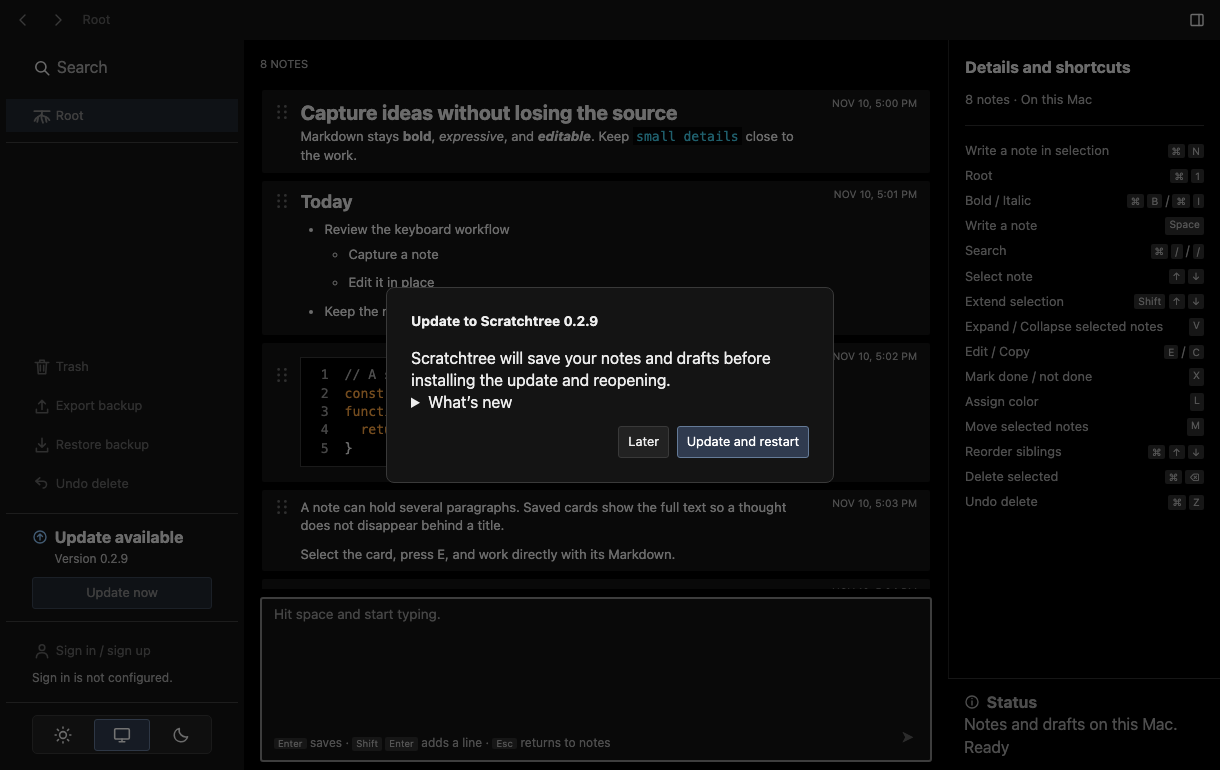 Root
Search
Root
Trash
Export backup
Restore backup
Undo delete
Update available
Version 0.2.9
Update now
Sign in / sign up
Sign in is not configured.
8 NOTES
Capture ideas without losing the source
NOV 10, 5:00 PM
Markdown stays bold, expressive, and editable. Keep small details close to
the work.
Today
NOV 10, 5:01 PM
Review the keyboard workflow
Capture a note
Edit it in place
Keep the
NOV 10, 5:02 PM
1 // A
2 const
3 function
4
5 }
Update to Scratchtree 0.2.9
Scratchtree will save your notes and drafts before
installing the update and reopening.
What's new
Later
Update and restart
A note can hold several paragraphs. Saved cards show the full text so a thought
does not disappear behind a title.
NOV 10, 5:03 PM
Select the card, press E, and work directly with its Markdown.
Hit space and start typing.
Enter saves · Shift Enter adds a line · Esc returns to notes
Details and shortcuts
8 notes · On this Mac
Write a note in selection ⌘ N
Root ⌘ 1
Bold / Italic ⌘ B / ⌘ I
Write a note Space
Search ⌘ / / /
Select note ↑ ↓
Extend selection Shift ↑ ↓
Expand / Collapse selected notes V
Edit / Copy E / C
Mark done / not done X
Assign color L
Move selected notes M
Reorder siblings ⌘ ↑ ↓
Delete selected ⌘ ⌫
Undo delete ⌘ Z
Status
Notes and drafts on this Mac.
Ready